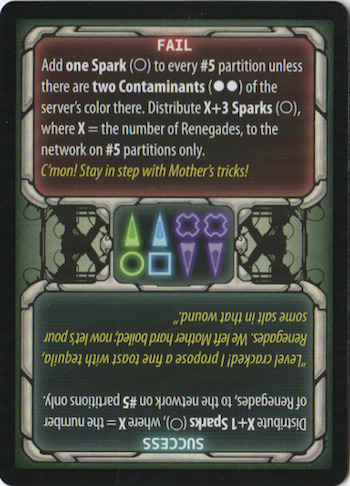 FAIL
Add one Spark (○) to every #5 partition unless
there are two Contaminants (●●) of the
server's color there. Distribute X+3 Sparks (○),
where X = the number of Renegades, to the
network on #5 partitions only.
C'mon! Stay in step with Mother's tricks!
SUCCESS
Distribute X+1 Sparks (○), where X = the number
of Renegades, to the network on #5 partitions only.
"Level cracked! I propose a fine toast with tequila,
Renegades. We left Mother hard boiled; now let's pour
some salt in that wound."